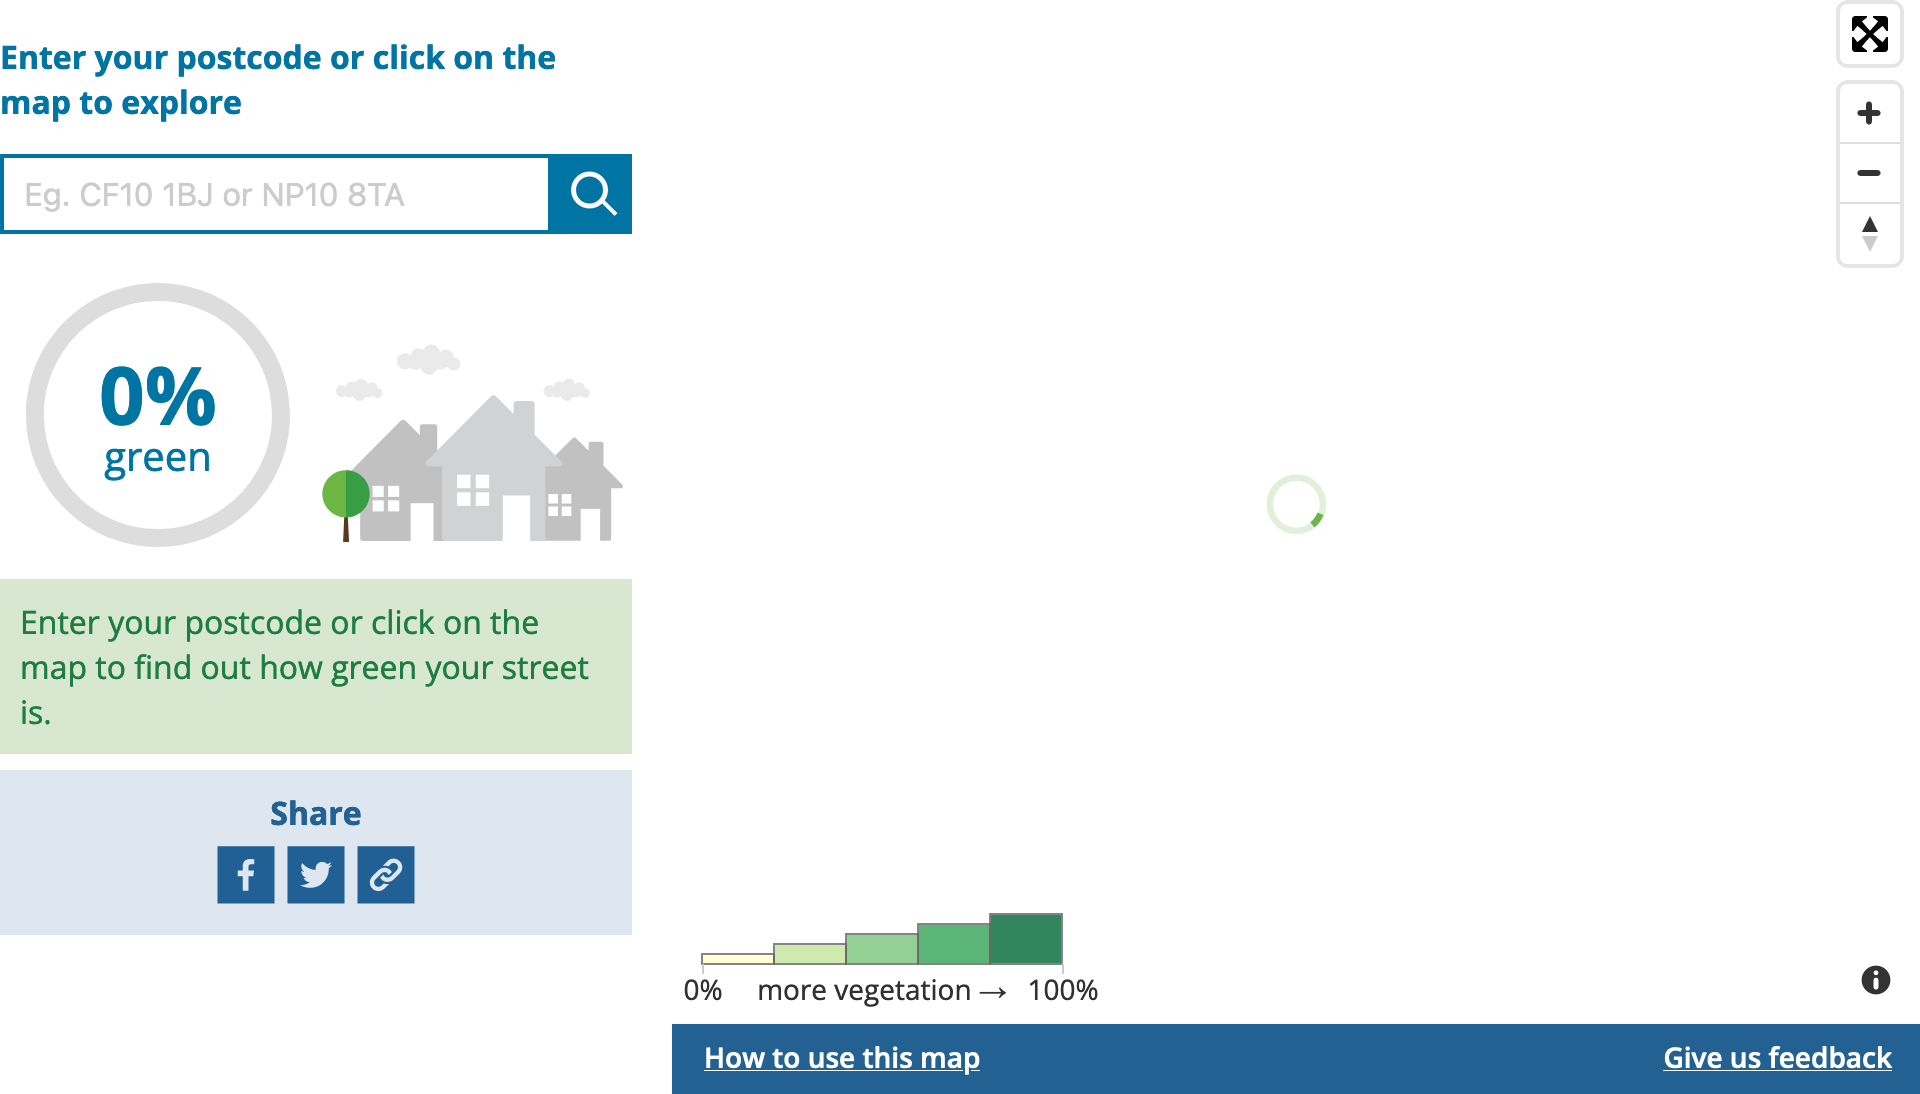 Enter your postcode or click on the
map to explore
Eg. CF10 1BJ or NP10 8TA
0%
green
Enter your postcode or click on the
map to find out how green your street
is.
Share
0% more vegetation → 100%
How to use this map
Give us feedback